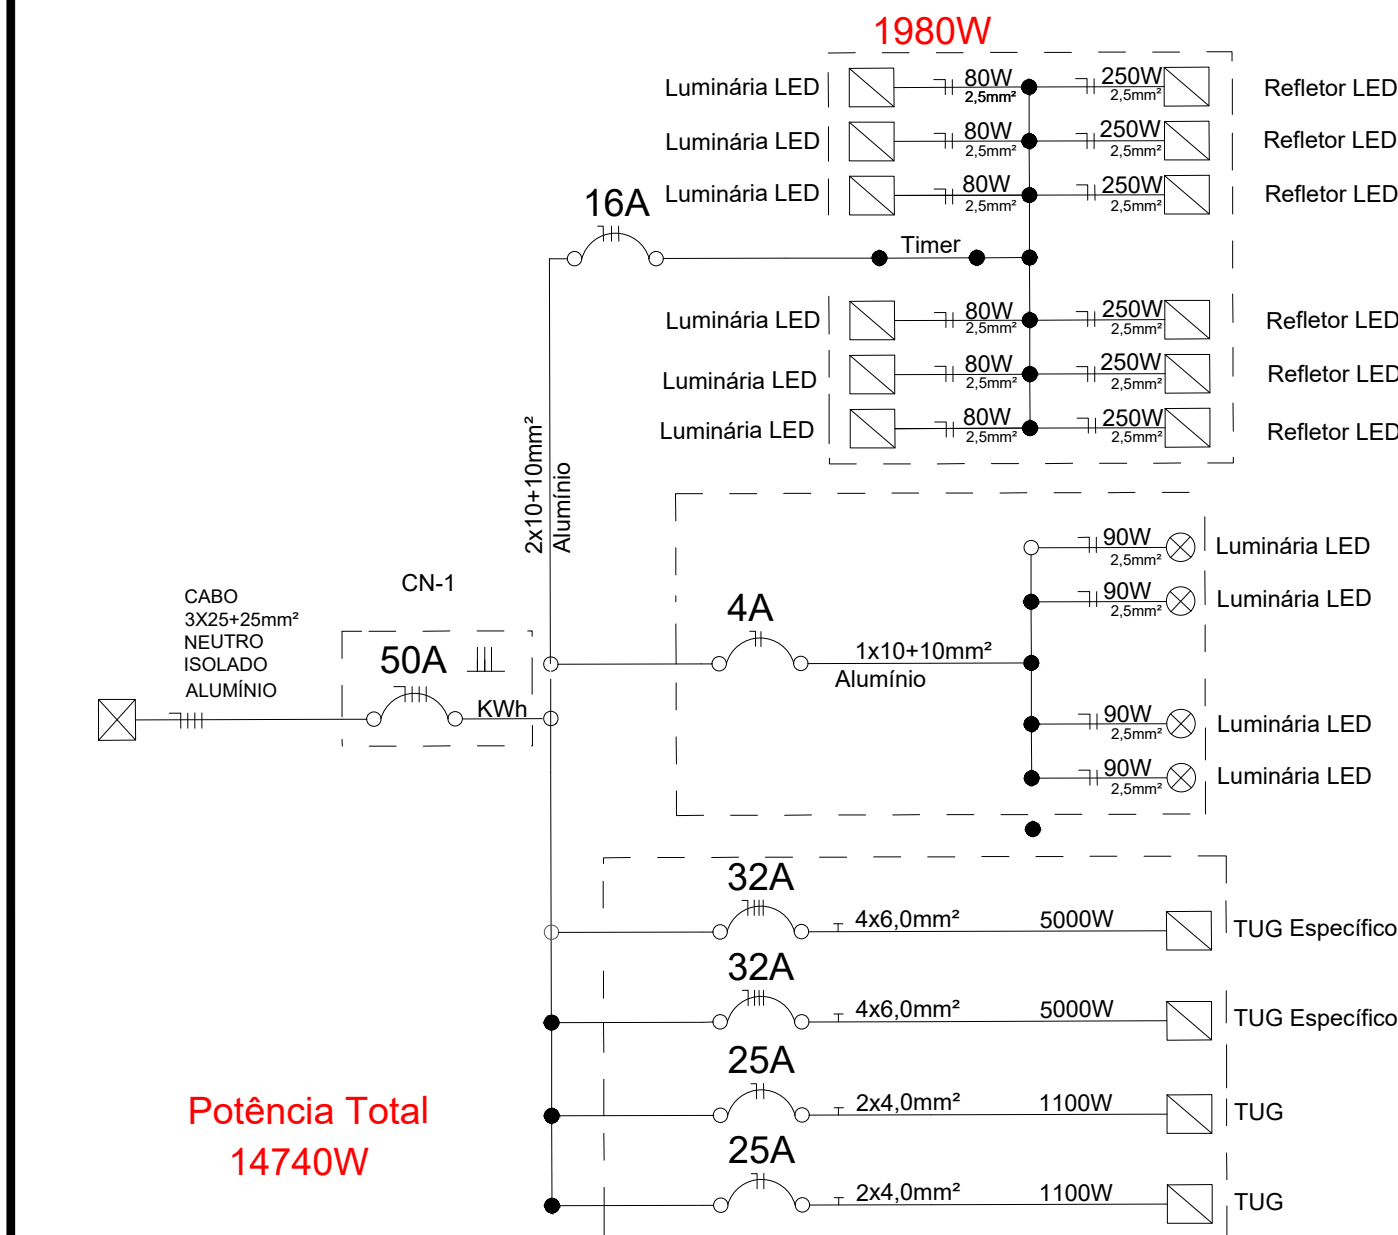 1980W
Luminária LED 80W 2,5mm² 250W 2,5mm² Refletor LED
Luminária LED 80W 2,5mm² 250W 2,5mm² Refletor LED
Luminária LED 80W 2,5mm² 250W 2,5mm² Refletor LED
16A
Timer
Luminária LED 80W 2,5mm² 250W 2,5mm² Refletor LED
Luminária LED 80W 2,5mm² 250W 2,5mm² Refletor LED
Luminária LED 80W 2,5mm² 250W 2,5mm² Refletor LED
2x10+10mm²
Alumínio
90W 2,5mm² Luminária LED
90W 2,5mm² Luminária LED
4A
1x10+10mm²
Alumínio
90W 2,5mm² Luminária LED
90W 2,5mm² Luminária LED
CN-1
CABO
3X25+25mm²
NEUTRO
ISOLADO
ALUMÍNIO
50A
KWh
32A
4x6,0mm² 5000W TUG Específico
32A
4x6,0mm² 5000W TUG Específico
25A
2x4,0mm² 1100W TUG
25A
2x4,0mm² 1100W TUG
Potência Total
14740W